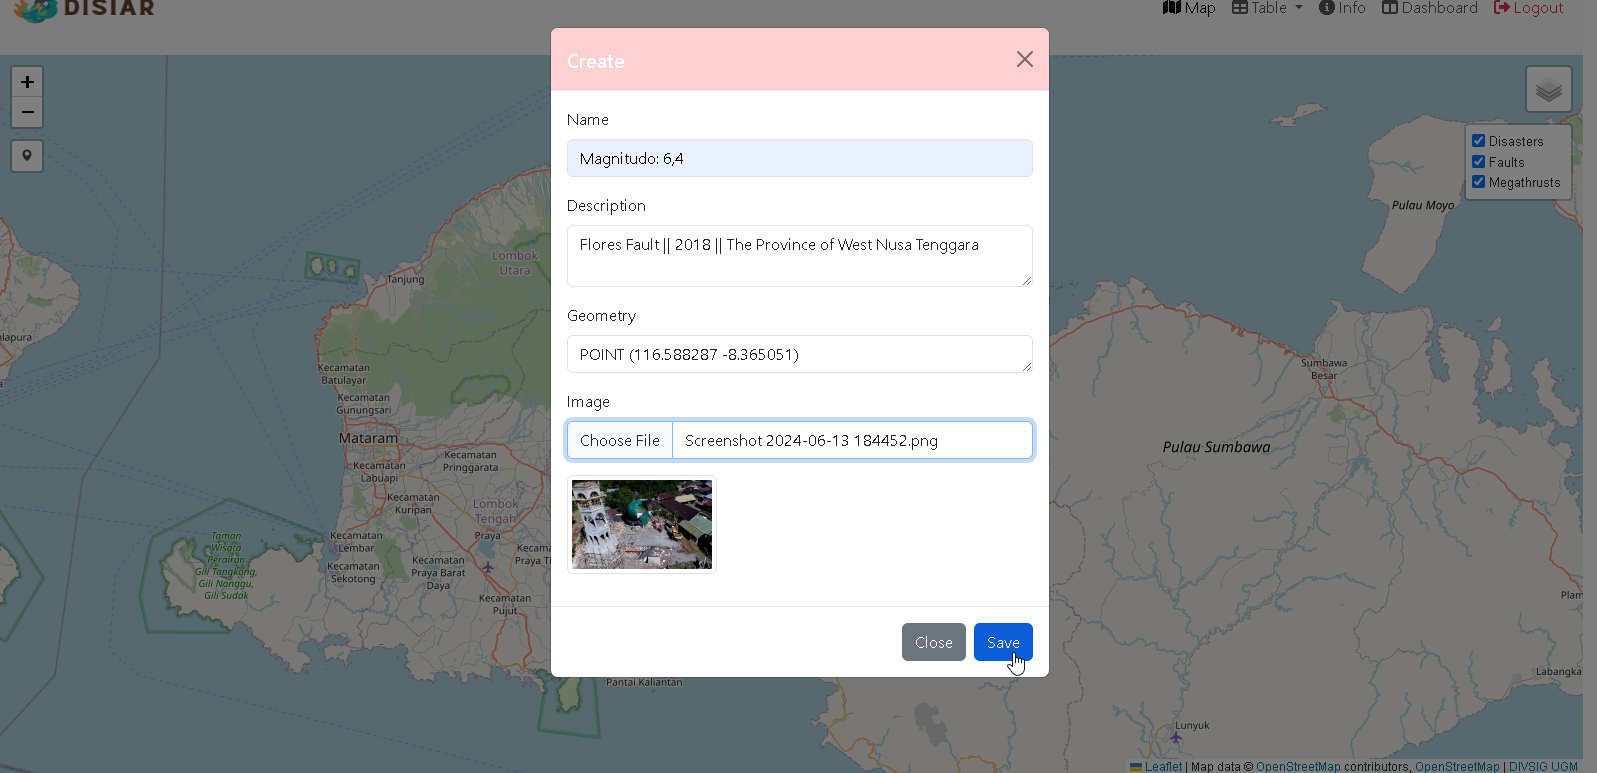 DISIAR
Map
Table
Info
Dashboard
Logout
Create
Name
Magnitudo: 6,4
Description
Flores Fault || 2018 || The Province of West Nusa Tenggara
Geometry
POINT (116.588287 -8.365051)
Image
Choose File
Screenshot 2024-06-13 184452.png
Close
Save
+
−
Disasters
Faults
Megathrusts
Pulau Moyo
Lombok
Utara
Tanjung
alapura
Kecamatan
Batulayar
Kecamatan
Gunungsari
Mataram
Kecamatan
Pringgarata
Kecamatan
Labuapi
Kecamatan
Kuripan
Lombok
Tengah
Praya
Kecamatan
Lembar
Kecamatan
Sekotong
Kecamatan
Praya Barat
Daya
Kecama
Praya Ti
Kecamatan
Pujut
Taman
Wisata
Perairan
Gili Tangkong,
Gili Nanggu,
Gili Sudak
Pantai Kaliantan
Sumbawa
Besar
Pulau Sumbawa
Plam
Labangka
Lunyuk
Leaflet | Map data © OpenStreetMap contributors, OpenStreetMap | DIVSIG UGM